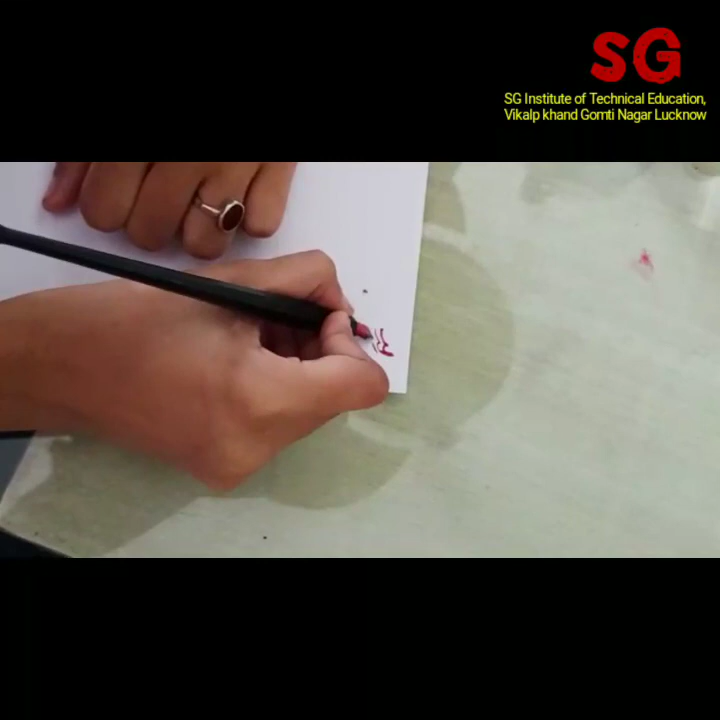 SG
SG Institute of Technical Education,
Vikalp khand Gomti Nagar Lucknow